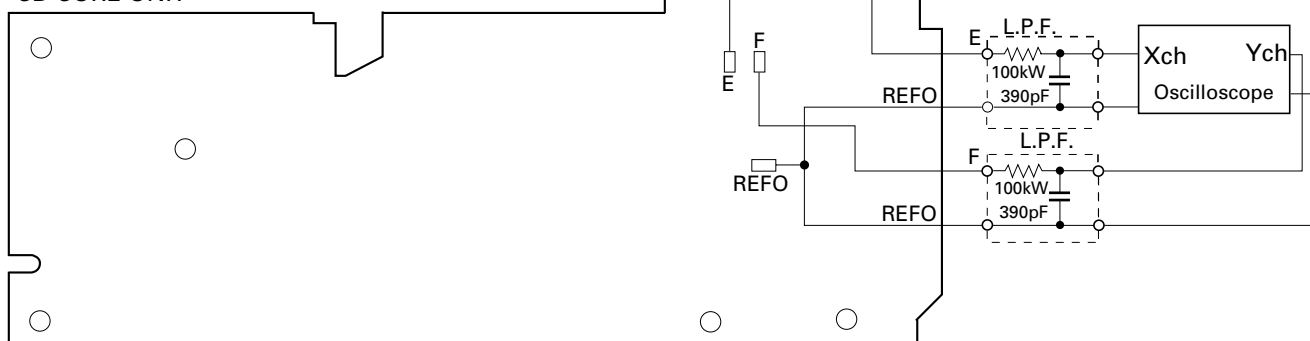 CD CORE UNIT
E
F
REFO
E
L.P.F.
100kW
390pF
REFO
Xch
Ych
Oscilloscope
F
L.P.F.
100kW
390pF
REFO